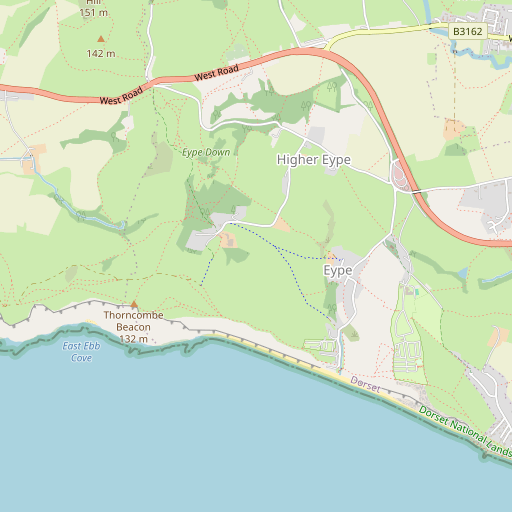 Hill
151 m
142 m
B3162
West Road
West Road
Eype Down
Higher Eype
Eype
Thorncombe
Beacon
132 m
East Ebb
Cove
Dorset
Dorset National Lands